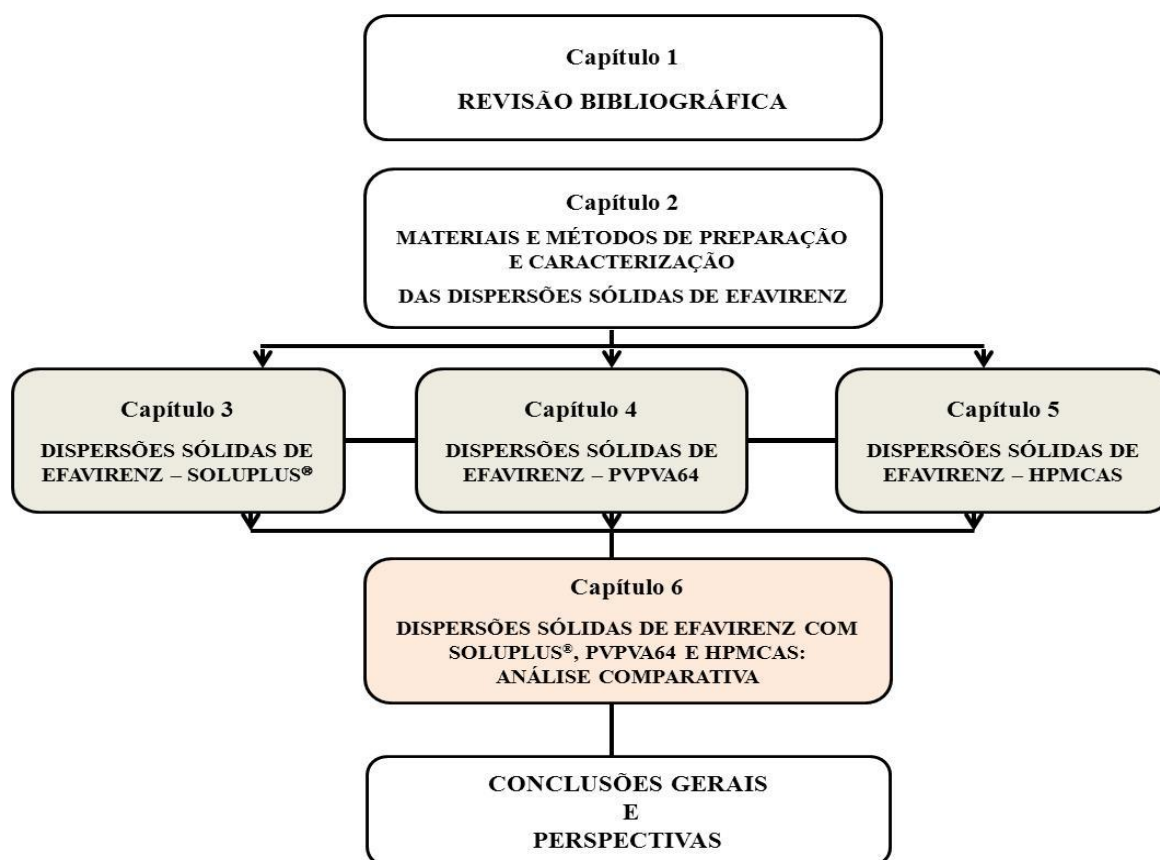 Capítulo 1
REVISÃO BIBLIOGRÁFICA
Capítulo 2
MATERIAIS E MÉTODOS DE PREPARAÇÃO
E CARACTERIZAÇÃO
DAS DISPERSÕES SÓLIDAS DE EFAVIRENZ
Capítulo 3
DISPERSÕES SÓLIDAS DE
EFAVIRENZ – SOLUPLUS®
Capítulo 4
DISPERSÕES SÓLIDAS DE
EFAVIRENZ – PVPVA64
Capítulo 5
DISPERSÕES SÓLIDAS DE
EFAVIRENZ – HPMCAS
Capítulo 6
DISPERSÕES SÓLIDAS DE EFAVIRENZ COM
SOLUPLUS®, PVPVA64 E HPMCAS:
ANÁLISE COMPARATIVA
CONCLUSÕES GERAIS
E
PERSPECTIVAS